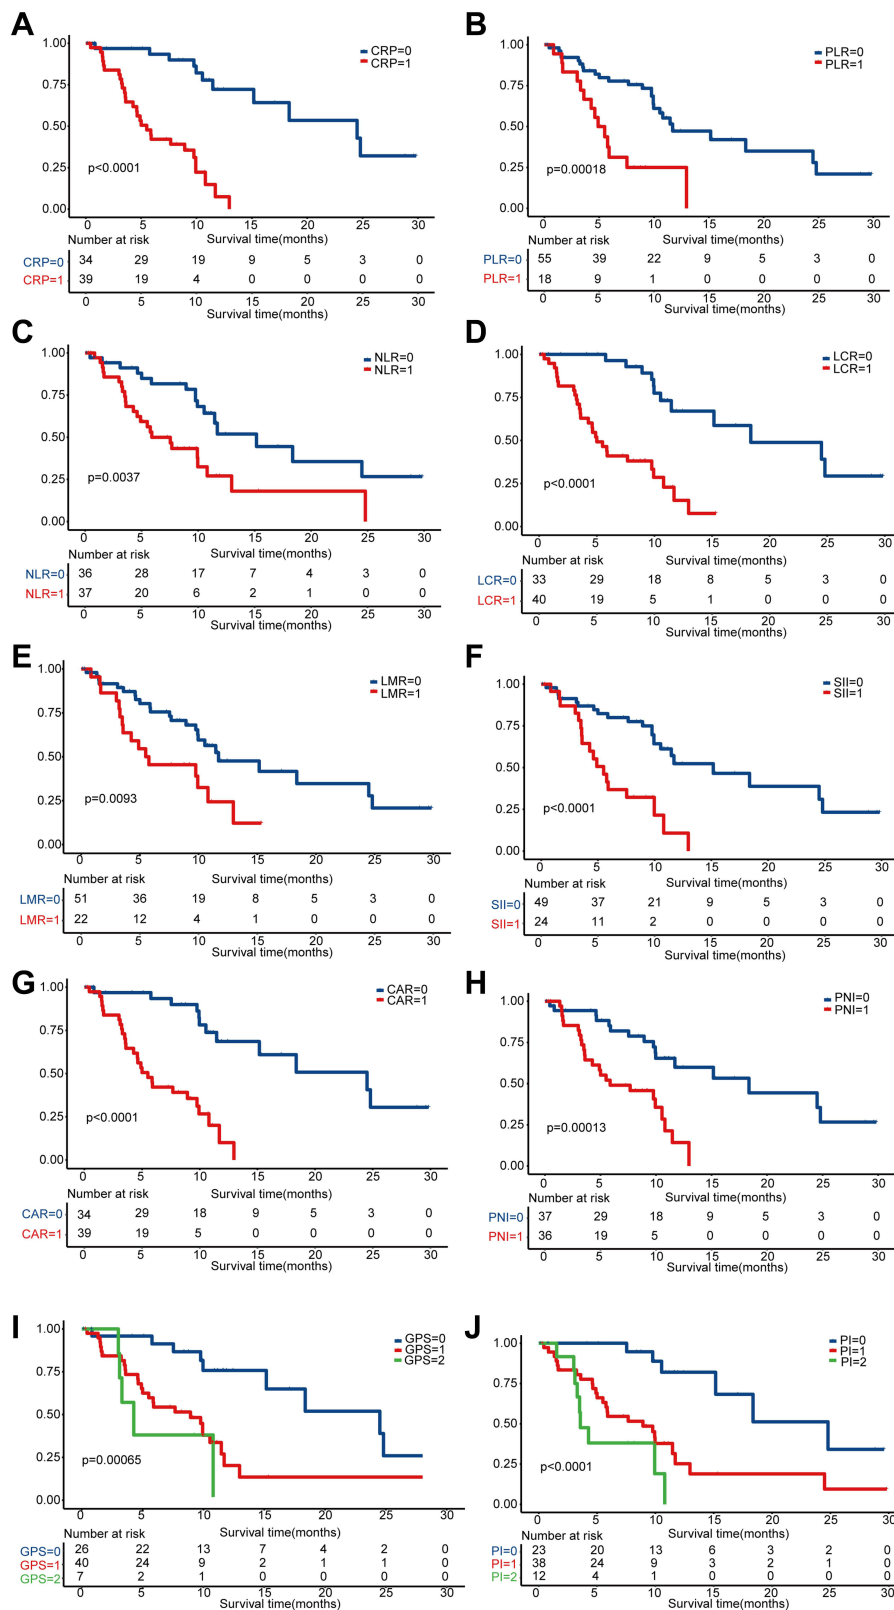 A
CRP=0
CRP=1
1.00
0.75
0.50
0.25
0.00
p<0.0001
0 5 10 15 20 25 30
Number at risk Survival time(months)
CRP=0 34 29 19 9 5 3 0
CRP=1 39 19 4 0 0 0 0
0 5 10 15 20 25 30
Survival time(months)
B
PLR=0
PLR=1
1.00
0.75
0.50
0.25
0.00
p=0.00018
0 5 10 15 20 25 30
Number at risk Survival time(months)
PLR=0 55 39 22 9 5 3 0
PLR=1 18 9 1 0 0 0 0
0 5 10 15 20 25 30
Survival time(months)
C
NLR=0
NLR=1
1.00
0.75
0.50
0.25
0.00
p=0.0037
0 5 10 15 20 25 30
Number at risk Survival time(months)
NLR=0 36 28 17 7 4 3 0
NLR=1 37 20 6 2 1 0 0
0 5 10 15 20 25 30
Survival time(months)
D
LCR=0
LCR=1
1.00
0.75
0.50
0.25
0.00
p<0.0001
0 5 10 15 20 25 30
Number at risk Survival time(months)
LCR=0 33 29 18 8 5 3 0
LCR=1 40 19 5 1 0 0 0
0 5 10 15 20 25 30
Survival time(months)
E
LMR=0
LMR=1
1.00
0.75
0.50
0.25
0.00
p=0.0093
0 5 10 15 20 25 30
Survival time(months)
Number at risk
LMR=0 51 36 19 8 5 3 0
LMR=1 22 12 4 1 0 0 0
0 5 10 15 20 25 30
Survival time(months)
F
SII=0
SII=1
1.00
0.75
0.50
0.25
0.00
p<0.0001
0 5 10 15 20 25 30
Survival time(months)
Number at risk
SII=0 49 37 21 9 5 3 0
SII=1 24 11 2 0 0 0 0
0 5 10 15 20 25 30
Survival time(months)
G
CAR=0
CAR=1
1.00
0.75
0.50
0.25
0.00
p<0.0001
0 5 10 15 20 25 30
Survival time(months)
Number at risk
CAR=0 34 29 18 9 5 3 0
CAR=1 39 19 5 0 0 0 0
0 5 10 15 20 25 30
Survival time(months)
H
PNI=0
PNI=1
1.00
0.75
0.50
0.25
0.00
p=0.00013
0 5 10 15 20 25 30
Survival time(months)
Number at risk
PNI=0 37 29 18 9 5 3 0
PNI=1 36 19 5 0 0 0 0
0 5 10 15 20 25 30
Survival time(months)
I
GPS=0
GPS=1
GPS=2
1.00
0.75
0.50
0.25
0.00
p=0.00065
0 5 10 15 20 25 30
Number at risk Survival time(months)
GPS=0 26 22 13 7 4 2 0
GPS=1 40 24 9 2 1 1 0
GPS=2 7 2 1 0 0 0 0
0 5 10 15 20 25 30
Survival time(months)
J
PI=0
PI=1
PI=2
1.00
0.75
0.50
0.25
0.00
p<0.0001
0 5 10 15 20 25 30
Number at risk Survival time(months)
PI=0 23 20 13 6 3 2 0
PI=1 38 24 9 3 2 1 0
PI=2 12 4 1 0 0 0 0
0 5 10 15 20 25 30
Survival time(months)